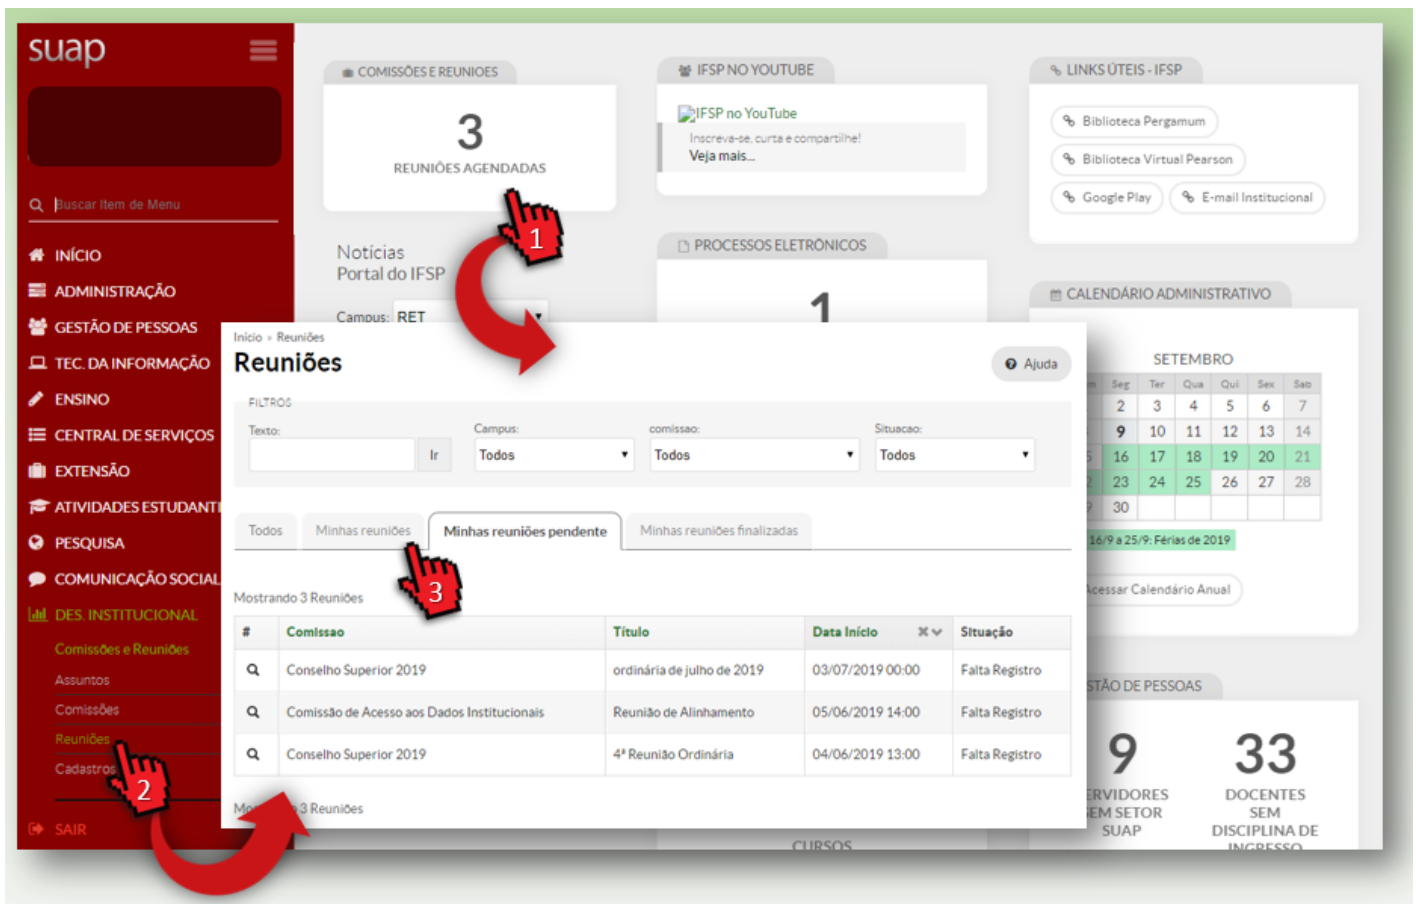 suap
Buscar Item de Menu
INÍCIO
ADMINISTRAÇÃO
GESTÃO DE PESSOAS
TEC. DA INFORMAÇÃO
ENSINO
CENTRAL DE SERVIÇOS
EXTENSÃO
ATIVIDADES ESTUDANTI
PESQUISA
COMUNICAÇÃO SOCIAL
DES. INSTITUCIONAL
Comissões e Reuniões
Assuntos
Comissões
Reuniões
Cadastros
2
SAIR
COMISSÕES E REUNIOES
3
REUNIÕES AGENDADAS
1
Notícias
Portal do IFSP
Campus: RET
IFSP NO YOUTUBE
IFSP no YouTube
Inscreva-se, curta e compartilhe!
Veja mais...
PROCESSOS ELETRÔNICOS
1
LINKS ÚTEIS - IFSP
Biblioteca Pergamum
Biblioteca Virtual Pearson
Google Play E-mail Institucional
CALENDÁRIO ADMINISTRATIVO
SETEMBRO
Seg Ter Qua Qui Sex Sab
2 3 4 5 6 7
9 10 11 12 13 14
16 17 18 19 20 21
23 24 25 26 27 28
30
16/9 a 25/9: Férias de 2019
Acessar Calendário Anual
STÃO DE PESSOAS
9 33
ERVIDORES DOCENTES
EM SETOR SEM
SUAP DISCIPLINA DE
INGRESSO
CURSOS
Início » Reuniões
Reuniões
Ajuda
FILTROS
Texto: Campus: comissao: Situacao:
Ir Todos Todos Todos
Todos Minhas reuniões Minhas reuniões pendente Minhas reuniões finalizadas
3
Mostrando 3 Reuniões
# Comissao Título Data Início Situação
Conselho Superior 2019 ordinária de julho de 2019 03/07/2019 00:00 Falta Registro
Comissão de Acesso aos Dados Institucionais Reunião de Alinhamento 05/06/2019 14:00 Falta Registro
Conselho Superior 2019 4ª Reunião Ordinária 04/06/2019 13:00 Falta Registro
3 Reuniões